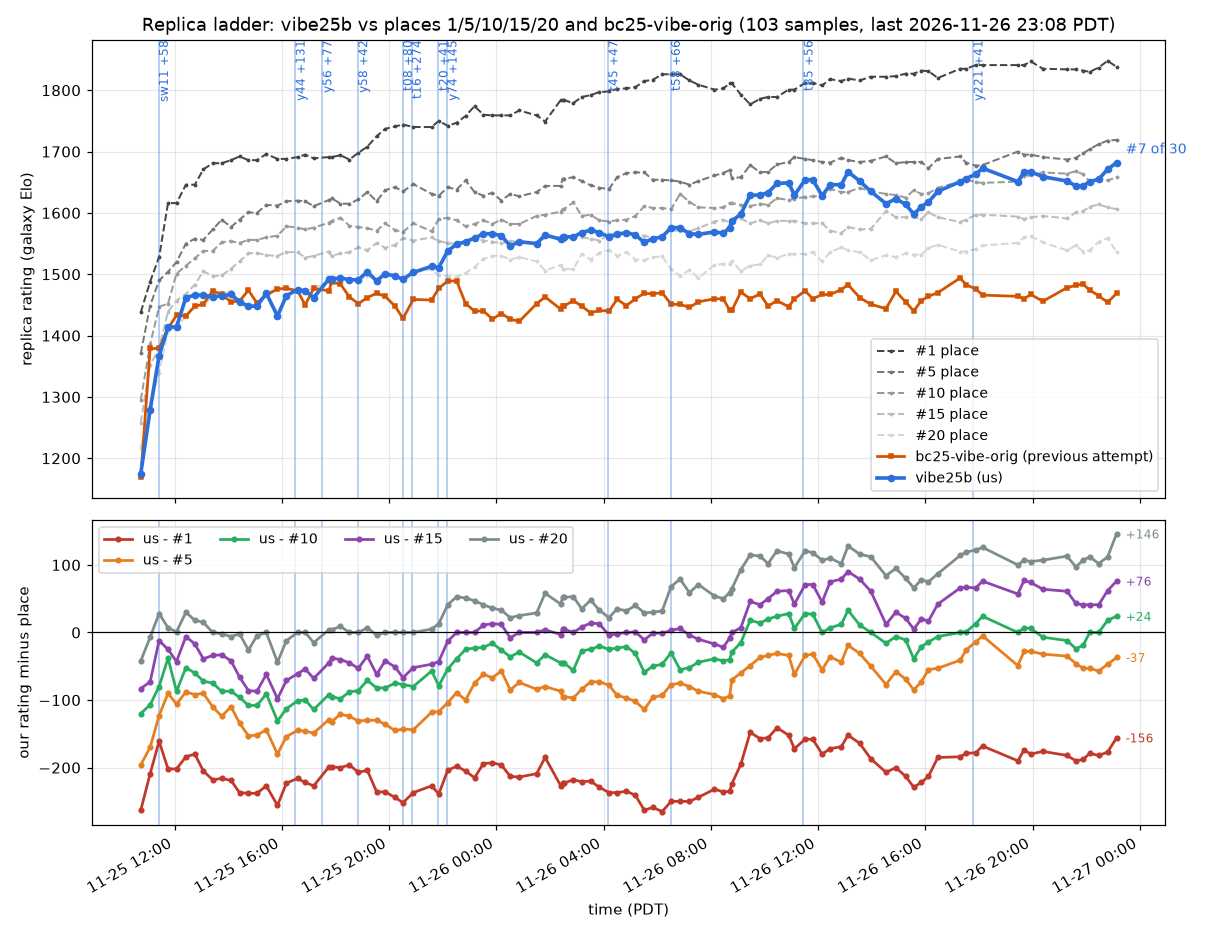 Replica ladder: vibe25b vs places 1/5/10/15/20 and bc25-vibe-orig (103 samples, last 2026-11-26 23:08 PDT)
replica rating (galaxy Elo)
1800
1700
1600
1500
1400
1300
1200
sw11 +58
y44 +131
y56 +77
y58 +42
t08 +80
t16 +274
t20 +41
y74 +145
t45 +47
+66
+56
y221 +41
#7 of 30
#1 place
#5 place
#10 place
#15 place
#20 place
bc25-vibe-orig (previous attempt)
vibe25b (us)
our rating minus place
100
0
−100
−200
us - #1
us - #5
us - #10
us - #15
us - #20
+146
+76
+24
-37
-156
11-25 12:00
11-25 16:00
11-25 20:00
11-26 00:00
11-26 04:00
11-26 08:00
11-26 12:00
11-26 16:00
11-26 20:00
11-27 00:00
time (PDT)